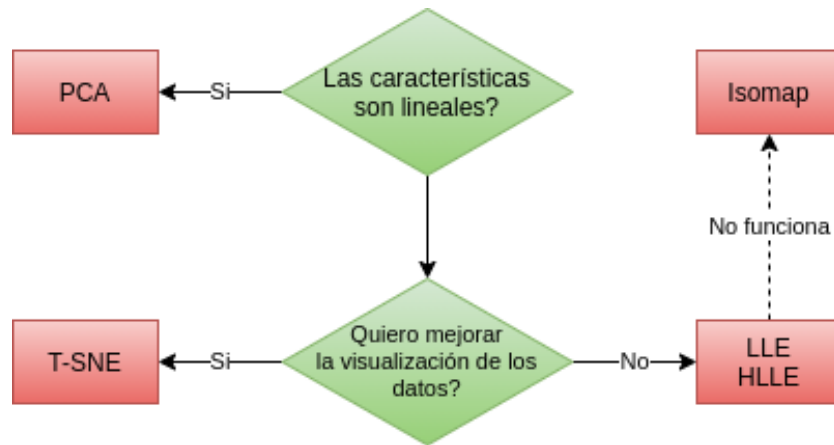 PCA
Si
Las características
son lineales?
Isomap
No funciona
T-SNE
Si
Quiero mejorar
la visualización de los
datos?
No
LLE
HLLE